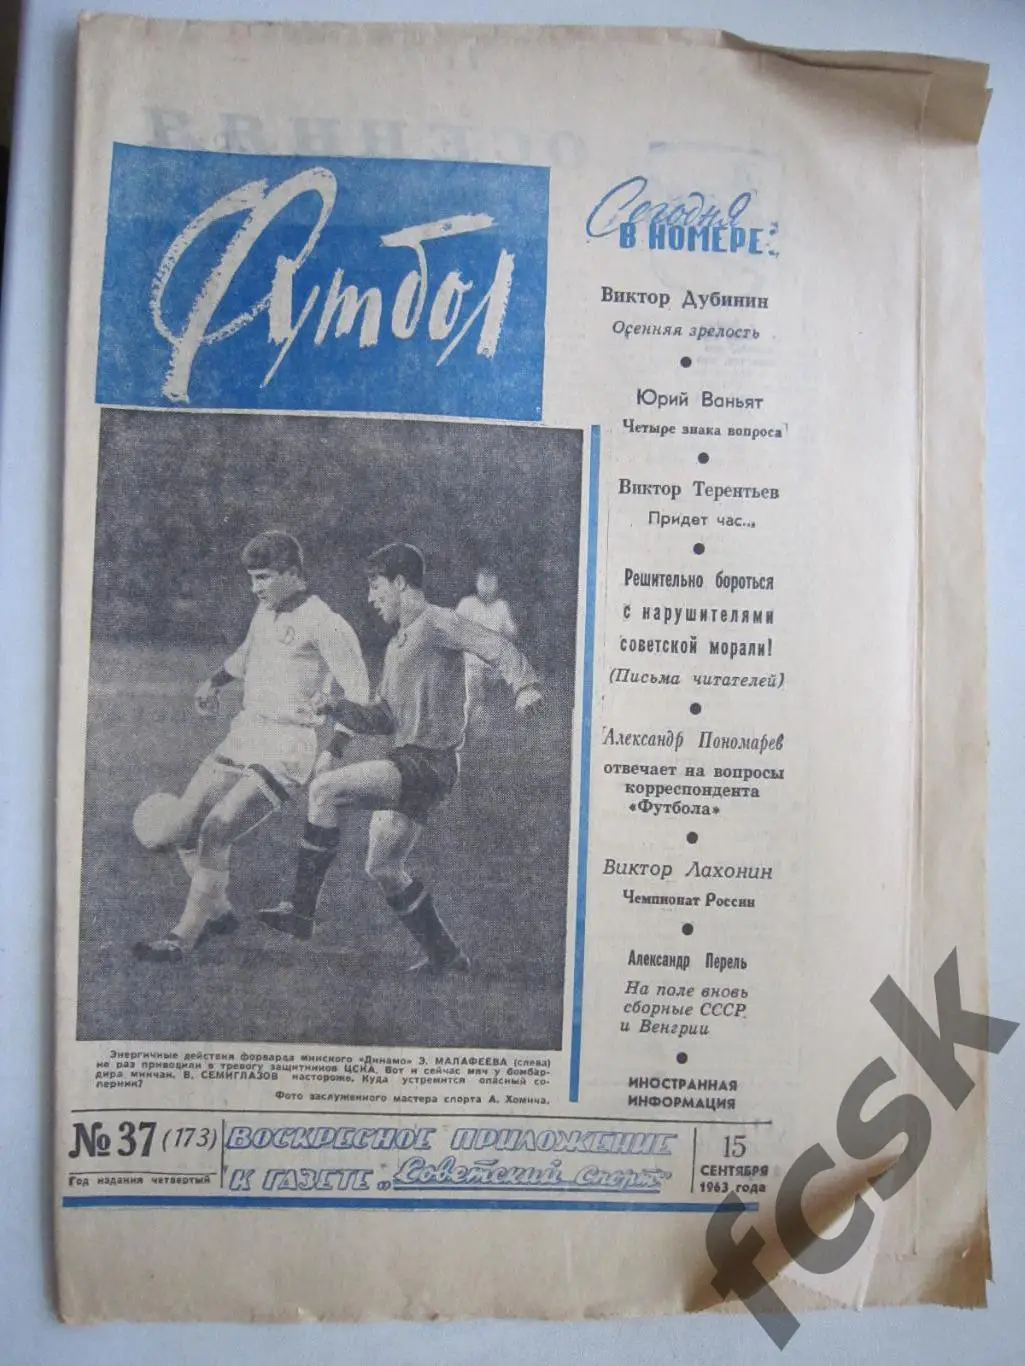 Футбол
Сегодня
В НОМЕРЕ:
Виктор Дубинин
Осенняя зрелость
Юрий Ваньят
Четыре знака вопроса
Виктор Терентьев
Придет час...
Решительно бороться
с нарушителями
советской морали!
(Письма читателей)
Александр Пономарев
отвечает на вопросы
корреспондента
«Футбола»
Виктор Лахонин
Чемпионат России
Александр Перель
На поле вновь
сборные СССР
и Венгрии
ИНОСТРАННАЯ
ИНФОРМАЦИЯ
Энергичные действия форварда минского «Динамо» Э. МАЛАФЕЕВА (слева)
не раз приводили в тревогу защитников ЦСКА. Вот и сейчас мяч у бомбар-
дира минчан. В. СЕМИГЛАЗОВ настороже. Куда устремится опасный со-
перник?
Фото заслуженного мастера спорта А. Хомича.
№ 37 (173)
Год издания четвертый
ВОСКРЕСНОЕ ПРИЛОЖЕНИЕ
К ГАЗЕТЕ „Советский спорт"
15
СЕНТЯБРЯ
1963 года
fcsk